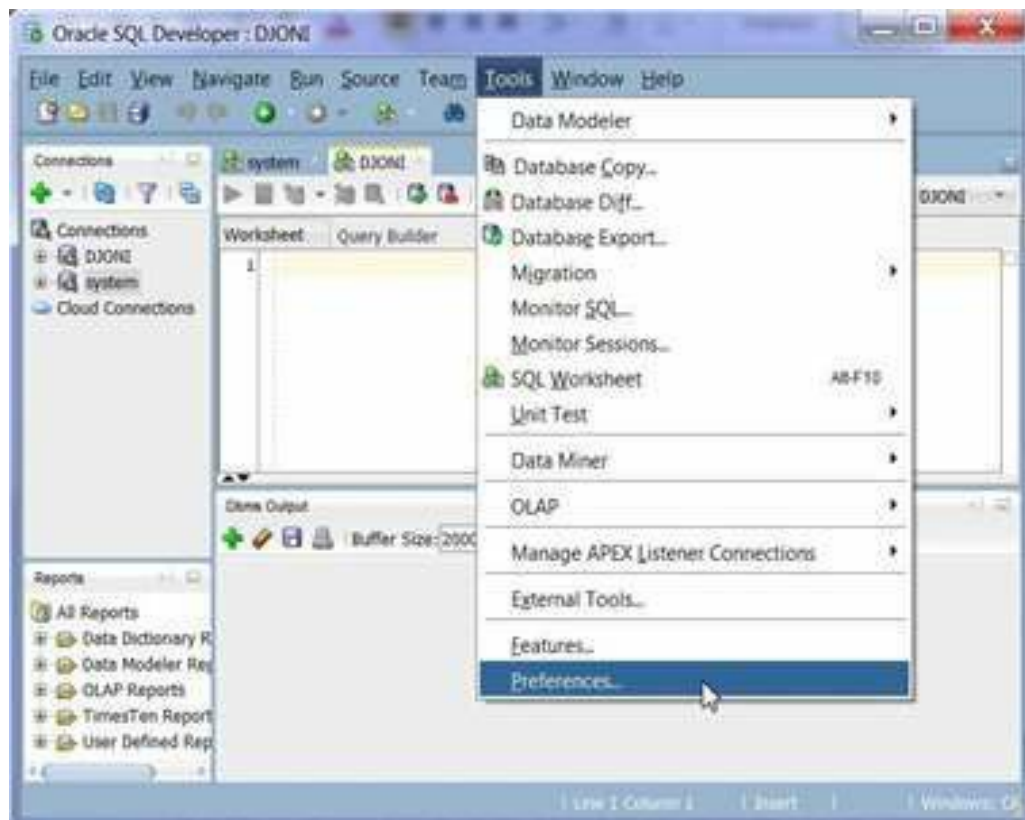 Oracle SQL Developer : DJONI
File Edit View Navigate Run Source Team Tools Window Help
Connections
Connections
DJONI
system
Cloud Connections
Reports
All Reports
Data Dictionary R
Data Modeler Rep
OLAP Reports
TimesTen Report
User Defined Rep
system DJONI
DJONI
Worksheet Query Builder
1
Dbms Output
Buffer Size: 2000
Data Modeler
Database Copy...
Database Diff...
Database Export...
Migration
Monitor SQL...
Monitor Sessions...
SQL Worksheet Alt-F10
Unit Test
Data Miner
OLAP
Manage APEX Listener Connections
External Tools...
Features...
Preferences...
Line 1 Column 1 Insert Windows: CR